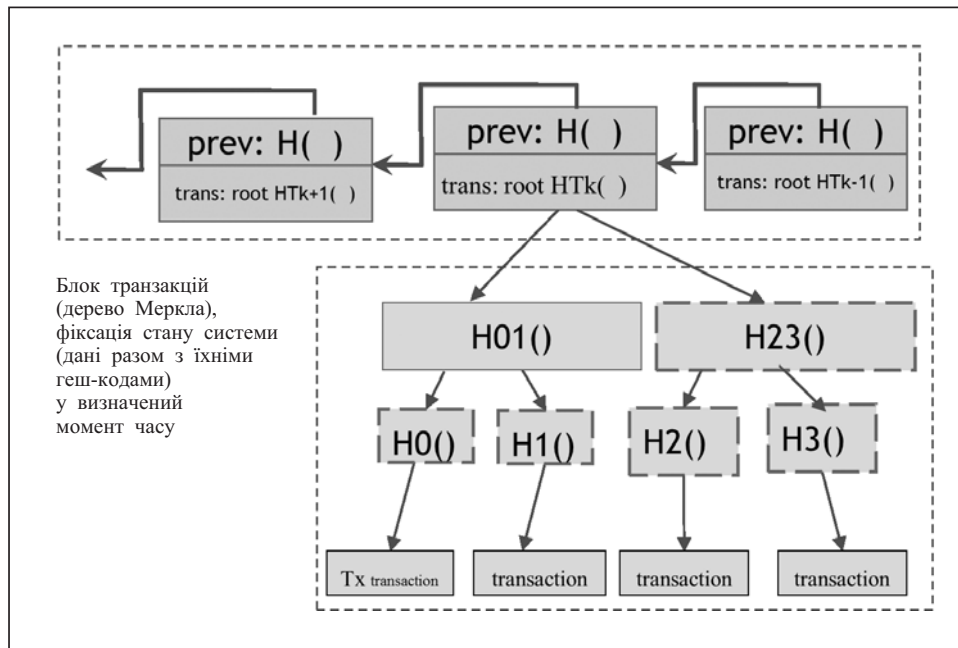 prev: H( )
prev: H( )
prev: H( )
trans: root HTk+1( )
trans: root HTk( )
trans: root HTk-1( )
Блок транзакцій
(дерево Меркла),
фіксація стану системи
(дані разом з їхніми
геш-кодами)
у визначений
момент часу
H01()
H23()
H0()
H1()
H2()
H3()
Tx transaction
transaction
transaction
transaction